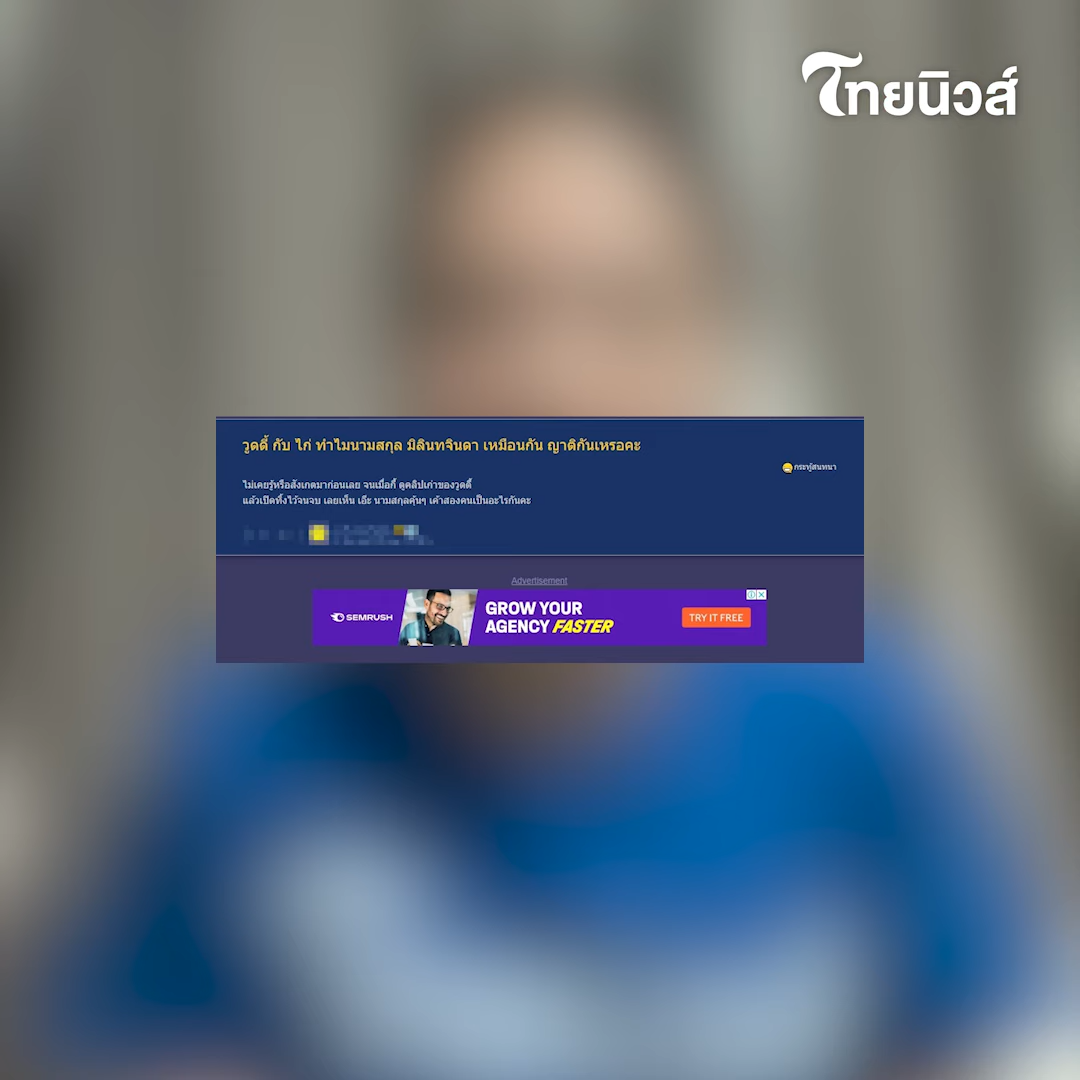 ไทยนิวส์
วูดดี้ กับ ไก่ ทำไมนามสกุล มิลินทจินดา เหมือนกัน ญาติกันเหรอคะ
กระทู้สนทนา
ไม่เคยรู้หรือสังเกตมาก่อนเลย จนเมื่อกี้ ดูคลิปเก่าของวูดดี้
แล้วเปิดทิ้งไว้จนจบ เลยเห็น เอ๊ะ นามสกุลคุ้นๆ เค้าสองคนเป็นอะไรกันคะ
Advertisement
SEMRUSH
GROW YOUR
AGENCY FASTER
TRY IT FREE